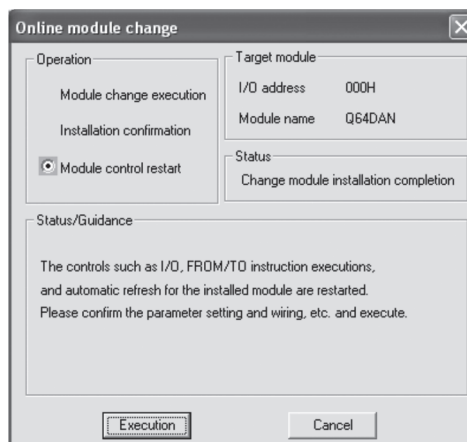 Online module change
Operation
Module change execution
Installation confirmation
Module control restart
Target module
I/O address 000H
Module name Q64DAN
Status
Change module installation completion
Status/Guidance
The controls such as I/O, FROM/TO instruction executions,
and automatic refresh for the installed module are restarted.
Please confirm the parameter setting and wiring, etc. and execute.
Execution
Cancel